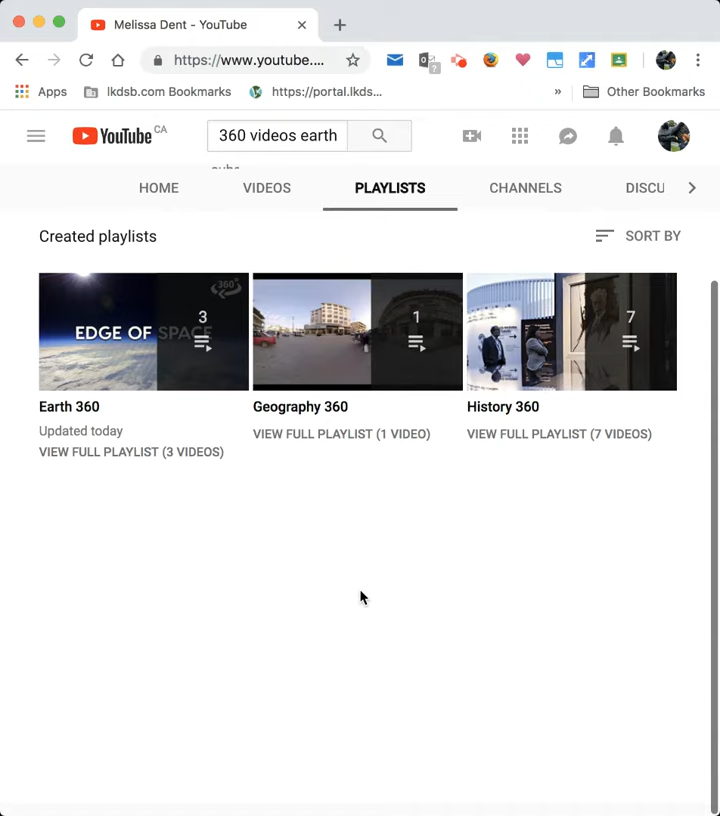 Melissa Dent - YouTube
https://www.youtube....
Apps
lkdsb.com Bookmarks
https://portal.lkds...
»
Other Bookmarks
YouTube CA
360 videos earth
HOME
VIDEOS
PLAYLISTS
CHANNELS
DISCU
Created playlists
SORT BY
360°
EDGE OF SPACE
3
1
7
Earth 360
Geography 360
History 360
Updated today
VIEW FULL PLAYLIST (1 VIDEO)
VIEW FULL PLAYLIST (7 VIDEOS)
VIEW FULL PLAYLIST (3 VIDEOS)